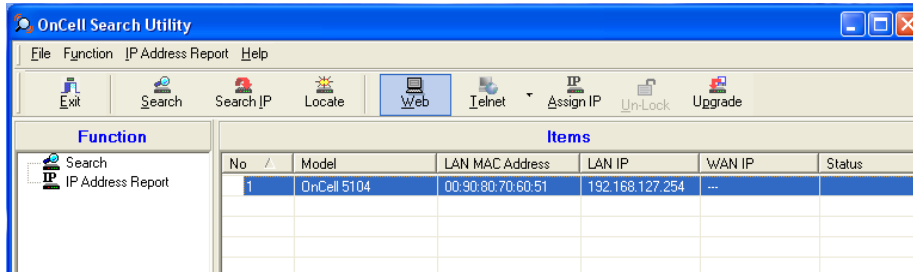 OnCell Search Utility
File Function IP Address Report Help
Exit Search Search IP Locate Web Telnet Assign IP Un-Lock Upgrade
Function Items
Search
IP Address Report
No Model LAN MAC Address LAN IP WAN IP Status
1 OnCell 5104 00:90:80:70:60:51 192.168.127.254 ---